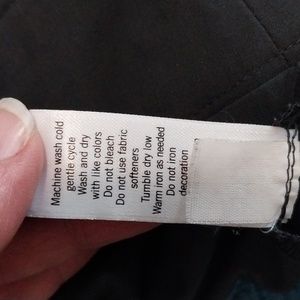 Machine wash cold
gentle cycle
Wash and dry
with like colors
Do not bleach
Do not use fabric
softeners
Tumble dry low
Warm iron as needed
Do not iron
decoration